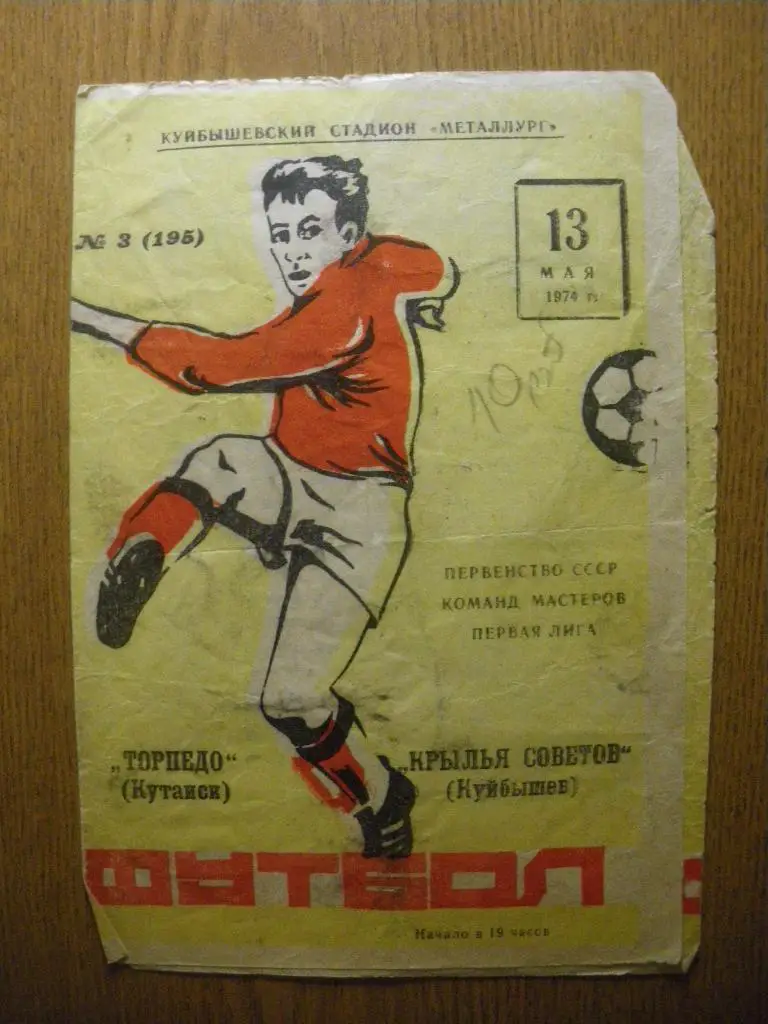 КУЙБЫШЕВСКИЙ СТАДИОН «МЕТАЛЛУРГ»
№ 3 (195)
13
МАЯ
1974 г.
ПЕРВЕНСТВО СССР
КОМАНД МАСТЕРОВ
ПЕРВАЯ ЛИГА
„ТОРПЕДО“
(Кутаиси)
„КРЫЛЬЯ СОВЕТОВ“
(Куйбышев)
ФУТБОЛ
Начало в 19 часов